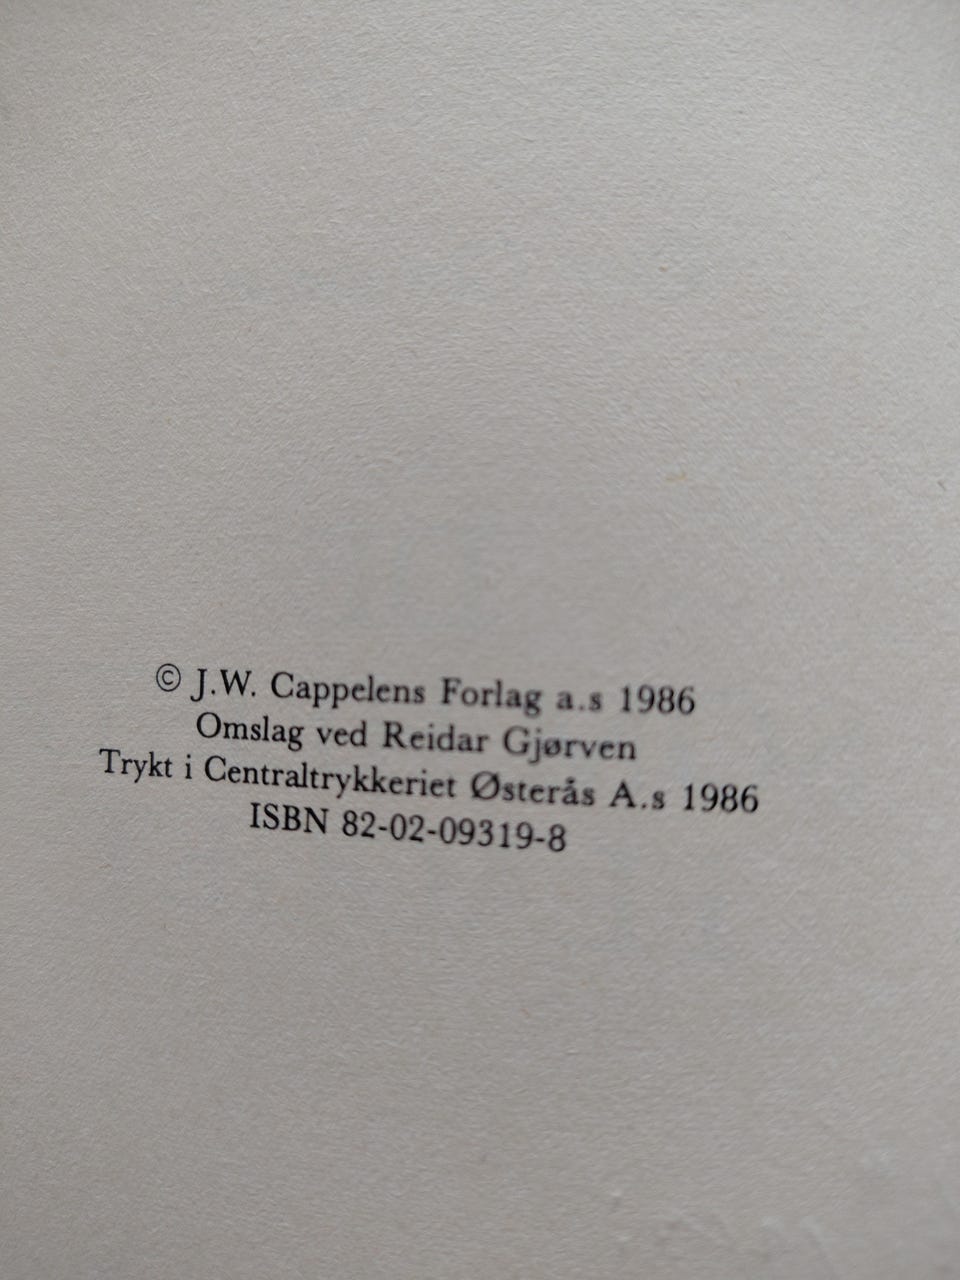 © J.W. Cappelens Forlag a.s 1986
Omslag ved Reidar Gjørven
Trykt i Centraltrykkeriet Østerås A.s 1986
ISBN 82-02-09319-8